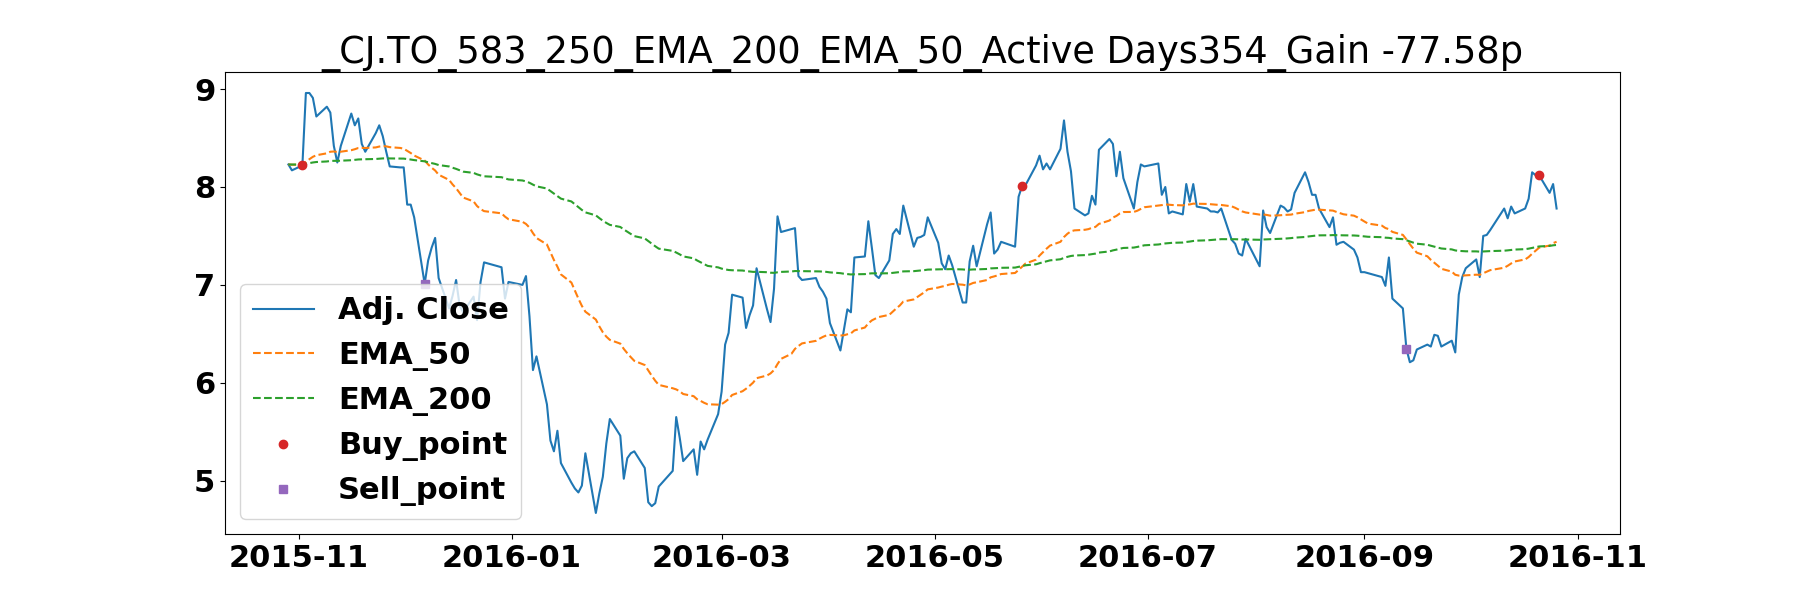 _CJ.TO_583_250_EMA_200_EMA_50_Active Days354_Gain -77.58p
9
8
7
6
5
Adj. Close
EMA_50
EMA_200
Buy_point
Sell_point
2015-11 2016-01 2016-03 2016-05 2016-07 2016-09 2016-11